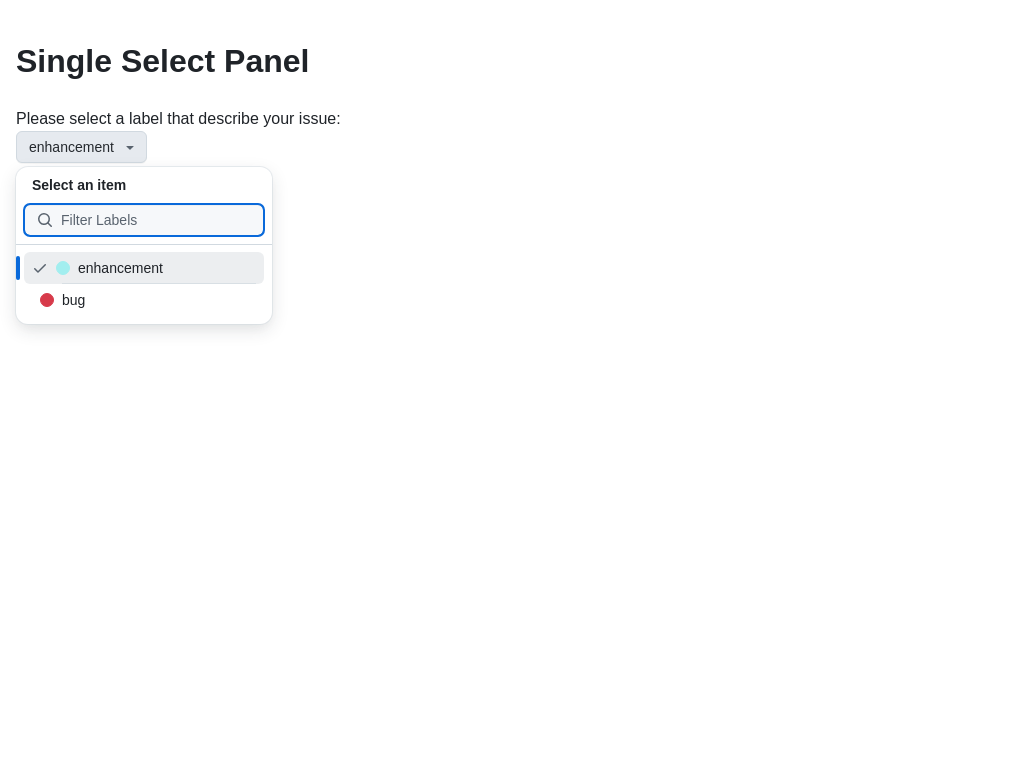 Single Select Panel
Please select a label that describe your issue:
enhancement
Select an item
Filter Labels
enhancement
bug